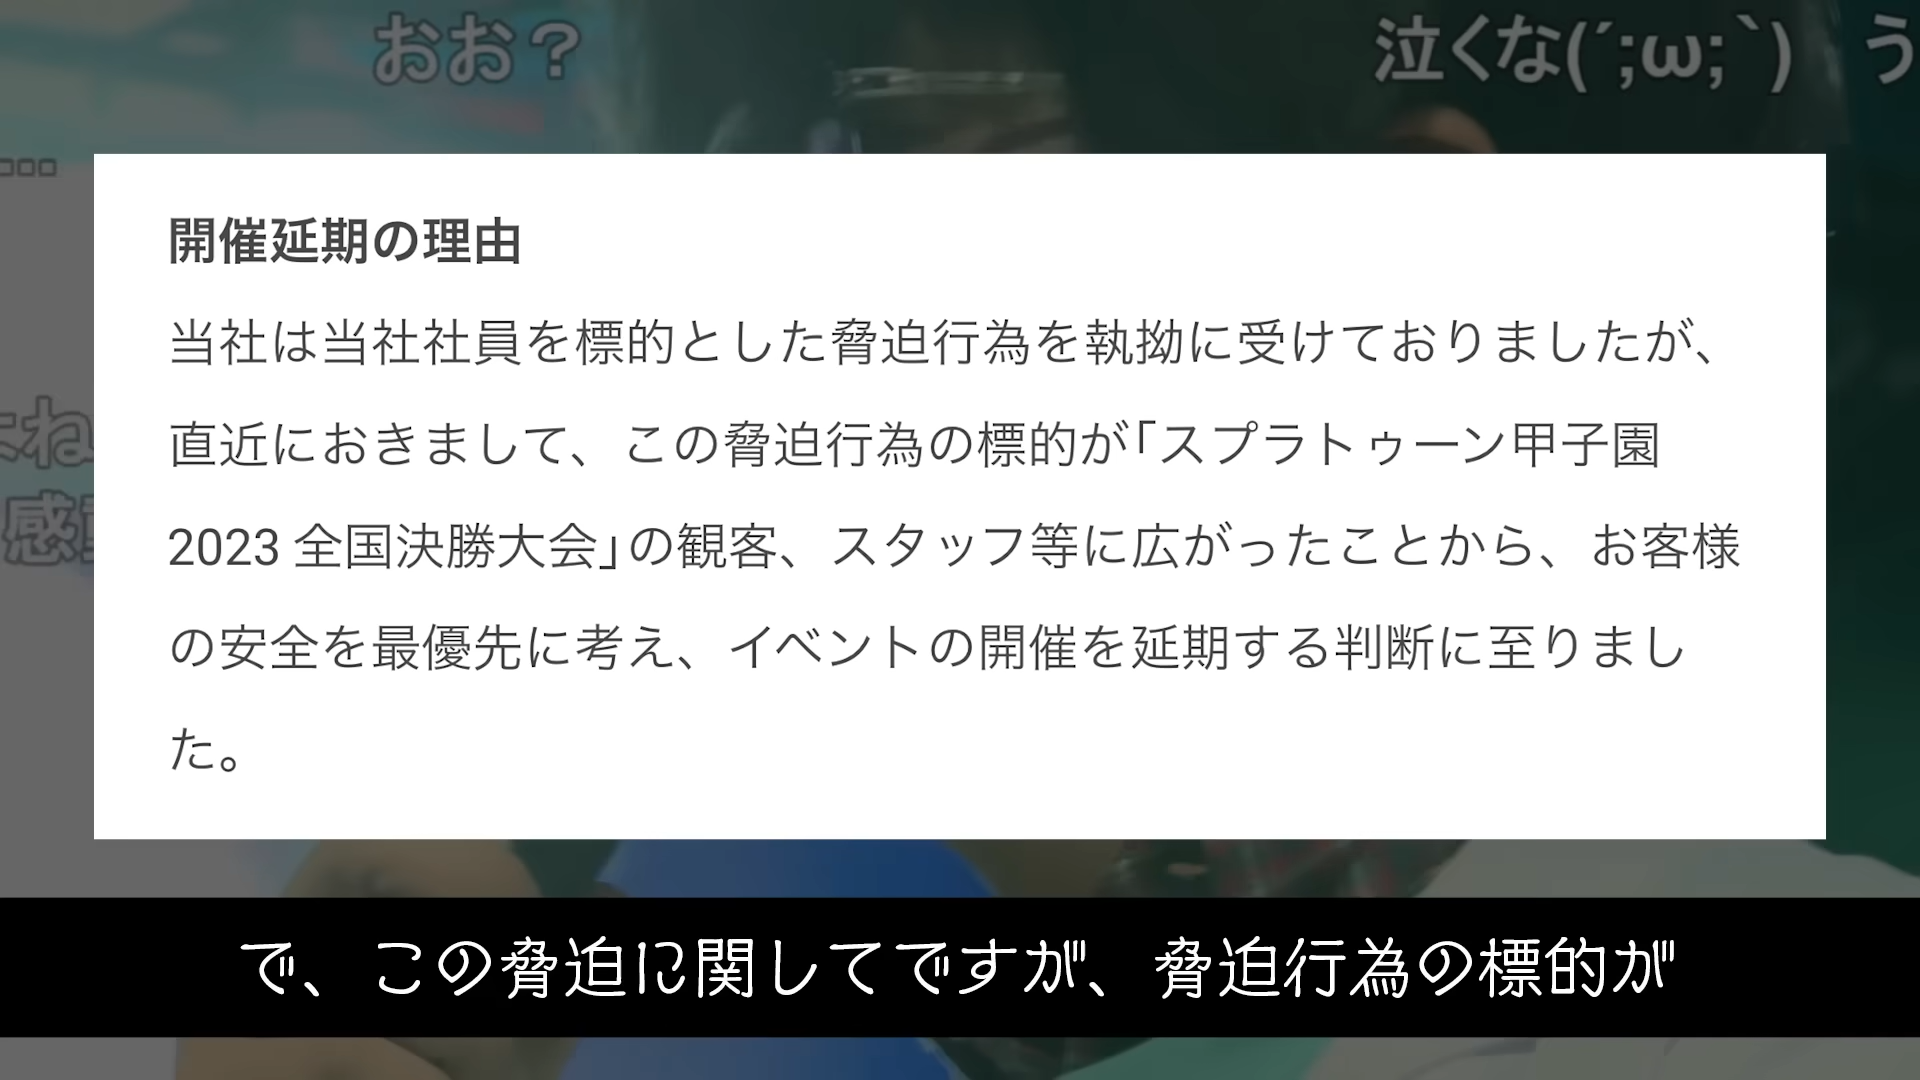 おお？
泣くな(´;ω;`)
う
…
よね
感動
開催延期の理由
当社は当社社員を標的とした脅迫行為を執拗に受けておりましたが、
直近におきまして、この脅迫行為の標的が「スプラトゥーン甲子園
2023 全国決勝大会」の観客、スタッフ等に広がったことから、お客様
の安全を最優先に考え、イベントの開催を延期する判断に至りまし
た。
で、この脅迫に関してですが、脅迫行為の標的が